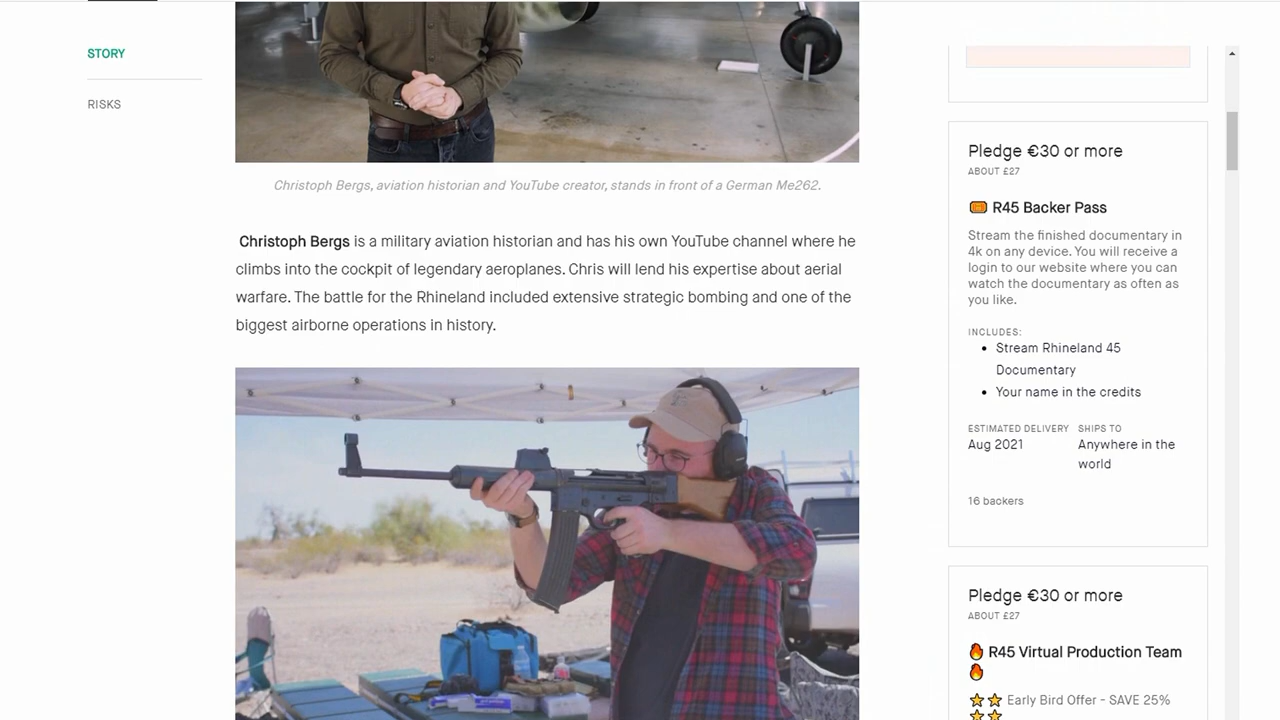 STORY
RISKS
Christoph Bergs, aviation historian and YouTube creator, stands in front of a German Me262.
Christoph Bergs is a military aviation historian and has his own YouTube channel where he
climbs into the cockpit of legendary aeroplanes. Chris will lend his expertise about aerial
warfare. The battle for the Rhineland included extensive strategic bombing and one of the
biggest airborne operations in history.
Pledge €30 or more
ABOUT £27
R45 Backer Pass
Stream the finished documentary in
4k on any device. You will receive a
login to our website where you can
watch the documentary as often as
you like.
INCLUDES:
• Stream Rhineland 45
Documentary
• Your name in the credits
ESTIMATED DELIVERY SHIPS TO
Aug 2021 Anywhere in the
world
16 backers
Pledge €30 or more
ABOUT £27
🔥 R45 Virtual Production Team
🔥
⭐⭐ Early Bird Offer - SAVE 25%
⭐⭐